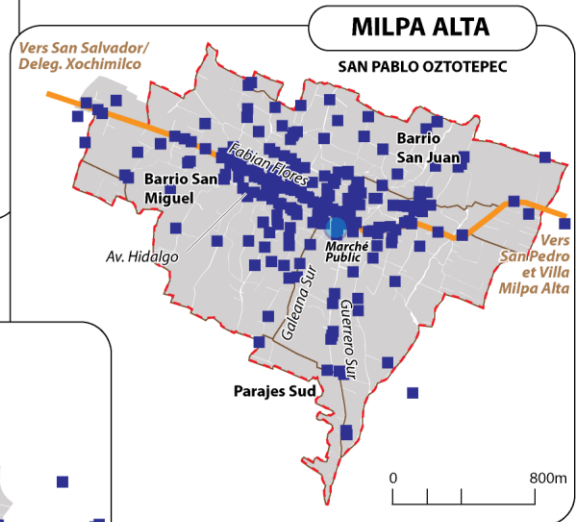 MILPA ALTA
SAN PABLO OZTOTEPEC
Vers San Salvador/
Deleg. Xochimilco
Barrio
San Juan
Fabian Flores
Barrio San
Miguel
Av. Hidalgo
Marché
Public
Vers
San Pedro
et Villa
Milpa Alta
Galeana Sur
Guerrero Sur
Parajes Sud
0 800m